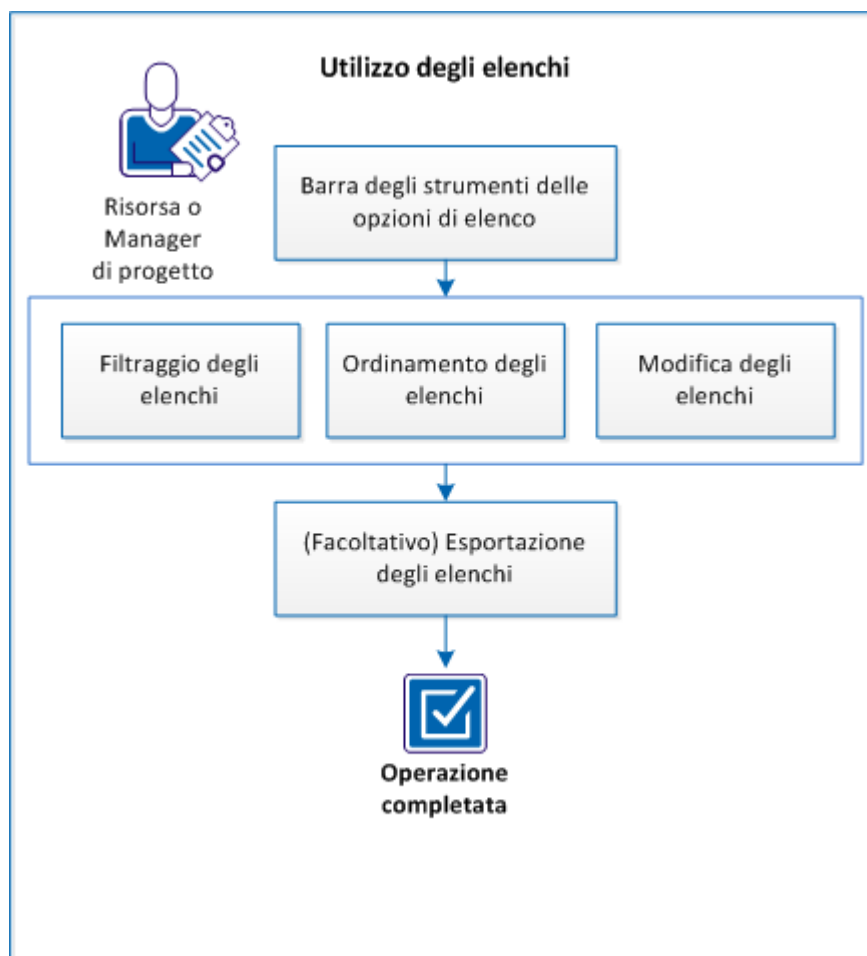 Utilizzo degli elenchi
Risorsa o
Manager
di progetto
Barra degli strumenti delle
opzioni di elenco
Filtraggio degli
elenchi
Ordinamento degli
elenchi
Modifica degli
elenchi
(Facoltativo) Esportazione
degli elenchi
Operazione
completata